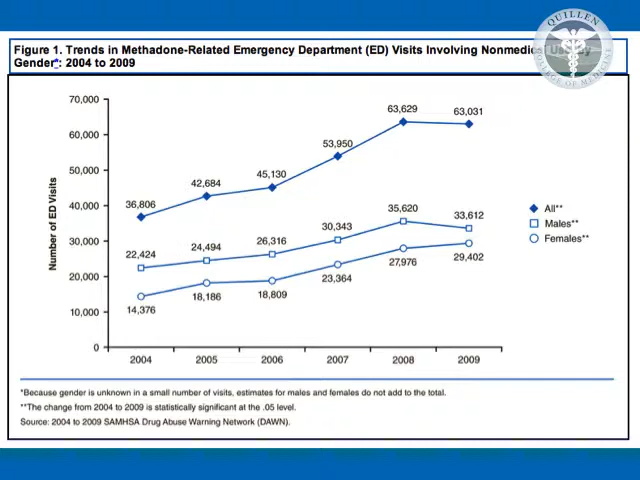 QUILLEN
COLLEGE OF MEDICINE
Figure 1. Trends in Methadone-Related Emergency Department (ED) Visits Involving Nonmedical Use by
Gender*: 2004 to 2009
Number of ED Visits
70,000
60,000
50,000
40,000
30,000
20,000
10,000
0
36,806
42,684
45,130
53,950
63,629
63,031
22,424
24,494
26,316
30,343
35,620
33,612
14,376
18,186
18,809
23,364
27,976
29,402
2004
2005
2006
2007
2008
2009
All**
Males**
Females**
*Because gender is unknown in a small number of visits, estimates for males and females do not add to the total.
**The change from 2004 to 2009 is statistically significant at the .05 level.
Source: 2004 to 2009 SAMHSA Drug Abuse Warning Network (DAWN).